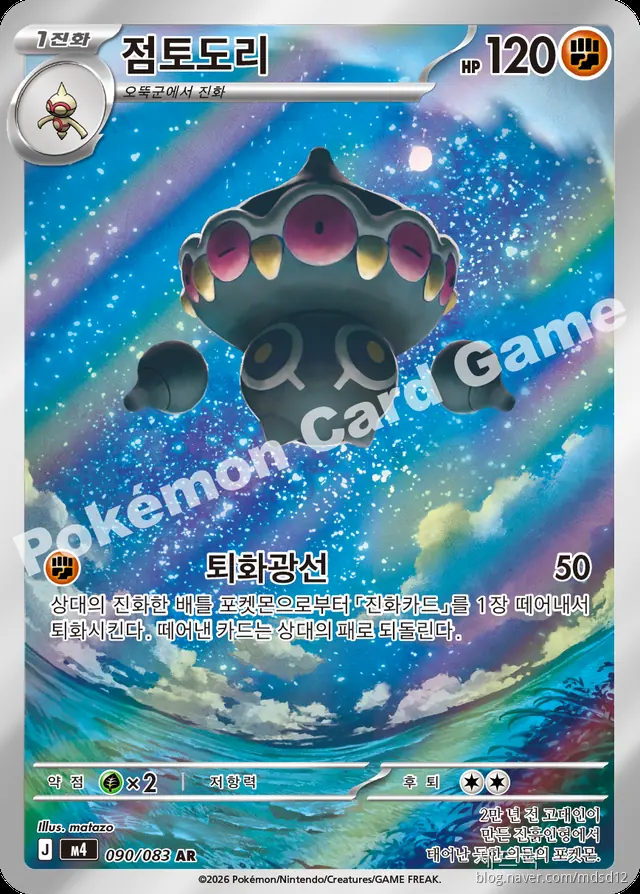 1진화
점토도리
HP 120
오뚝군에서 진화
Pokémon Card Game
퇴화광선 50
상대의 진화한 배틀 포켓몬으로부터 「진화카드」를 1장 떼어내서
퇴화시킨다. 떼어낸 카드는 상대의 패로 되돌린다.
약점 ×2 저항력 후퇴
Illus. matazo
J M4 090/083 AR
2만 년 전 고대인이
만든 진흙인형에서
태어난 듯한 의문의 포켓몬.
©2026 Pokémon/Nintendo/Creatures/GAME FREAK.
blog.naver.com/mdsd12